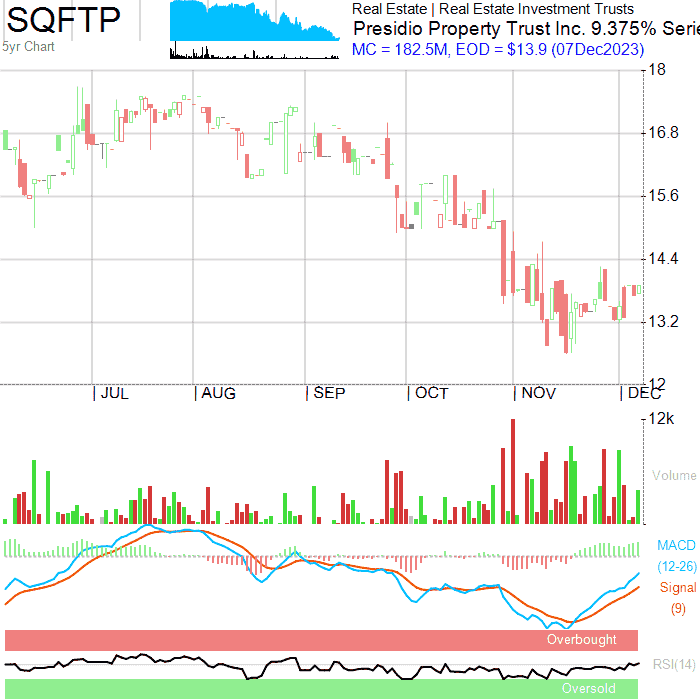 SQFTP
5yr Chart
Real Estate | Real Estate Investment Trusts
Presidio Property Trust Inc. 9.375% Serie
MC = 182.5M, EOD = $13.9 (07Dec2023)
18
16.8
15.6
14.4
13.2
12
JUL AUG SEP OCT NOV DEC
12k
Volume
MACD
(12-26)
Signal
(9)
Overbought
RSI(14)
Oversold